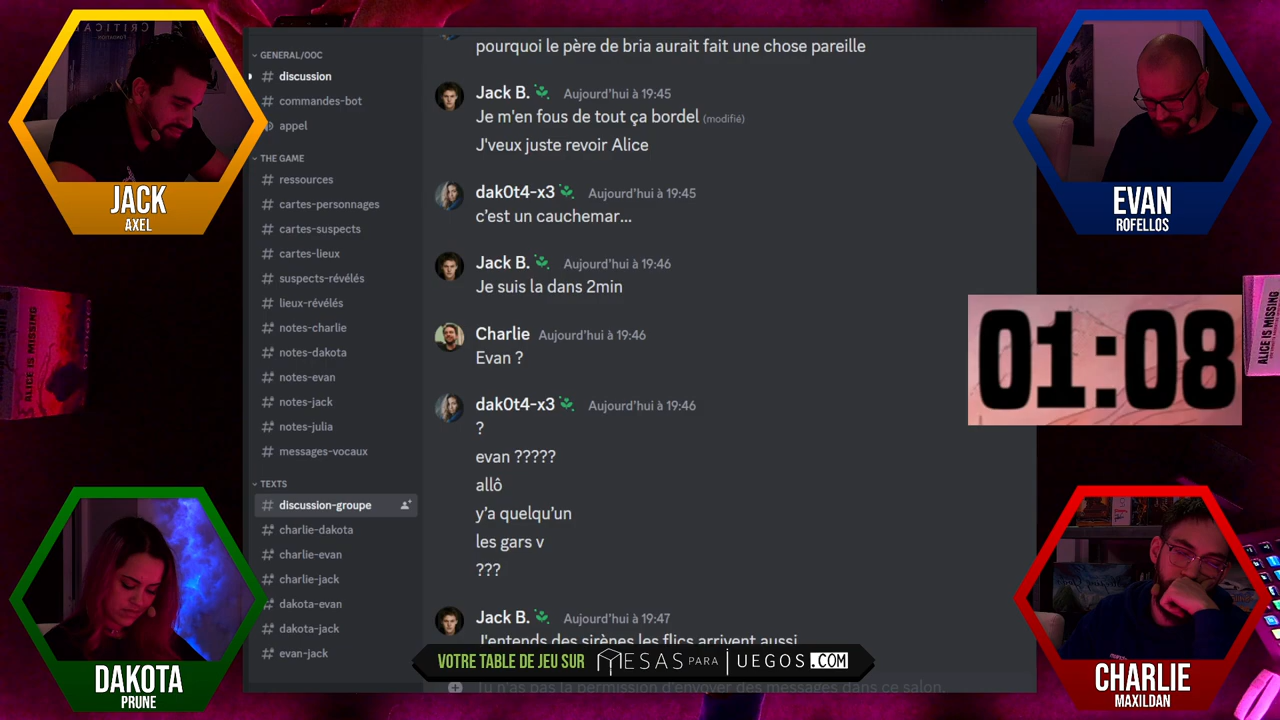 JACK
AXEL
DAKOTA
PRUNE
GENERAL/OOC
# discussion
# commandes-bot
appel
THE GAME
# ressources
# cartes-personnages
# cartes-suspects
# cartes-lieux
# suspects-révélés
# lieux-révélés
# notes-charlie
# notes-dakota
# notes-evan
# notes-jack
# notes-julia
# messages-vocaux
TEXTS
# discussion-groupe
# charlie-dakota
# charlie-evan
# charlie-jack
# dakota-evan
# dakota-jack
# evan-jack
pourquoi le père de bria aurait fait une chose pareille
Jack B. Aujourd'hui à 19:45
Je m'en fous de tout ça bordel (modifié)
J'veux juste revoir Alice
dak0t4-x3 Aujourd'hui à 19:45
c'est un cauchemar...
Jack B. Aujourd'hui à 19:46
Je suis la dans 2min
Charlie Aujourd'hui à 19:46
Evan ?
dak0t4-x3 Aujourd'hui à 19:46
?
evan ?????
allô
y'a quelqu'un
les gars v
???
Jack B. Aujourd'hui à 19:47
J'entends des sirènes les flics arrivent aussi
Tu n'as pas la permission d'envoyer des messages dans ce salon.
VOTRE TABLE DE JEU SUR MESAS PARA JUEGOS.COM
EVAN
ROFELLOS
01:08
ALICE IS MISSING
CHARLIE
MAXILDAN
ALICE IS MISSING